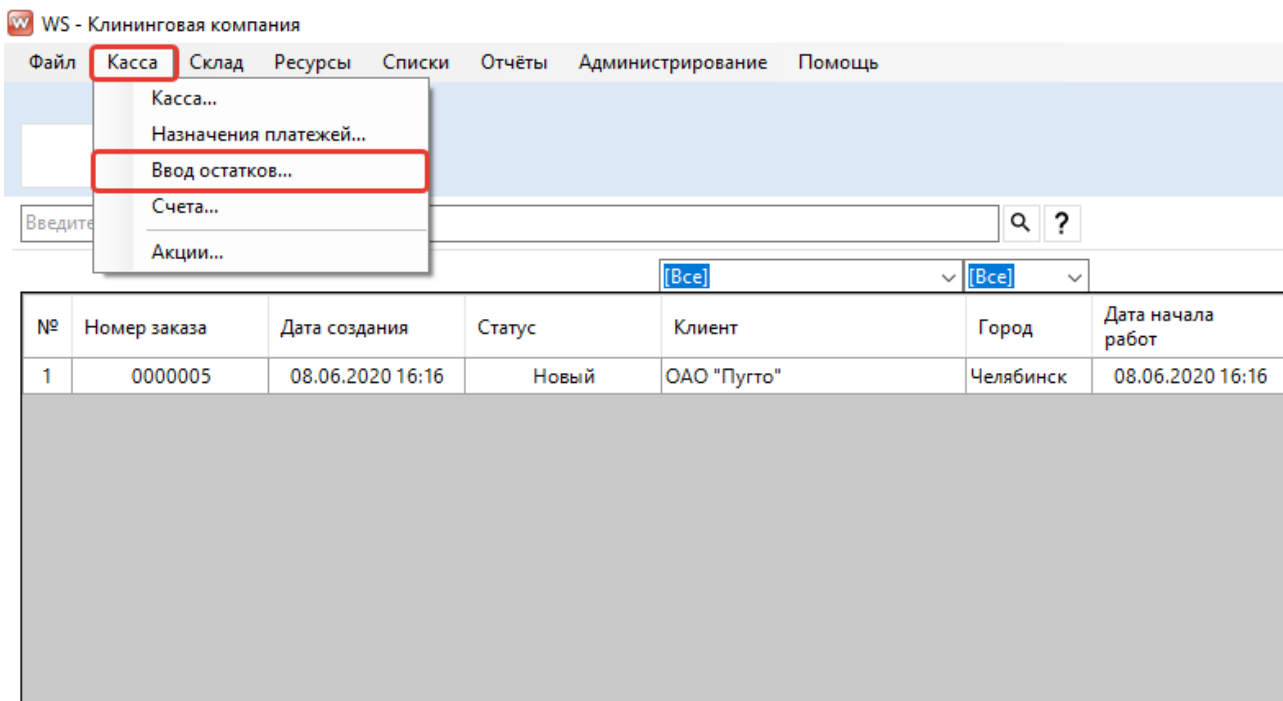 WS - Клининговая компания
Файл Касса Склад Ресурсы Списки Отчёты Администрирование Помощь
Касса...
Назначения платежей...
Ввод остатков...
Счета...
Акции...
Введите
?
[Все] [Все]
№ Номер заказа Дата создания Статус Клиент Город Дата начала
работ
1 0000005 08.06.2020 16:16 Новый ОАО "Пугто" Челябинск 08.06.2020 16:16